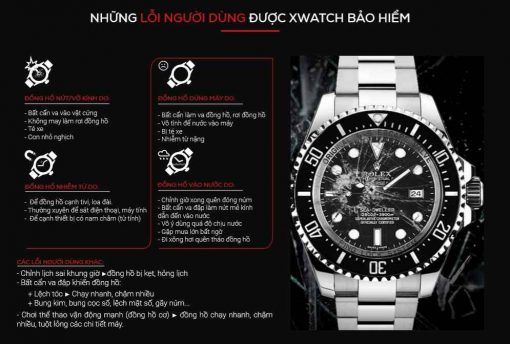 NHỮNG LỖI NGƯỜI DÙNG ĐƯỢC XWATCH BẢO HIỂM
ĐỒNG HỒ NỨT/VỠ KÍNH DO:
- Bất cẩn va vào vật cứng
- Không may làm rơi đồng hồ
- Té xe
- Con nhỏ nghịch
ĐỒNG HỒ DỪNG MÁY DO:
- Bất cẩn làm va đồng hồ, rơi đồng hồ
- Vô tình để nước vào máy
- Bị té xe
- Nhiễm từ nặng
ĐỒNG HỒ NHIỄM TỪ DO:
- Để đồng hồ cạnh tivi, loa đài.
- Thường xuyên để sát điện thoại, máy tính
- Để cạnh thiết bị có nam châm (từ tính)
ĐỒNG HỒ VÀO NƯỚC DO:
- Chỉnh giờ xong quên đóng núm
- Bất cẩn va đập làm nứt mẻ kính
dẫn đến vào nước
- Vô ý dùng quá độ chịu nước
- Gặp mưa lớn bất ngờ
- Đi xông hơi quên tháo đồng hồ
CÁC LỖI NGƯỜI DÙNG KHÁC:
- Chỉnh lịch sai khung giờ ►đồng hồ bị kẹt, hỏng lịch
- Bất cẩn va đập khiến đồng hồ:
+ Lệch tóc ► Chạy nhanh, chậm nhiều
+ Bung kim, bung cọc số, lệch mặt số, gãy núm...
- Chơi thể thao vận động mạnh (đồng hồ cơ) ► đồng hồ chạy nhanh, chậm
nhiều, tuột lỏng các chi tiết máy.
ROLEX
SEA-DWELLER
24